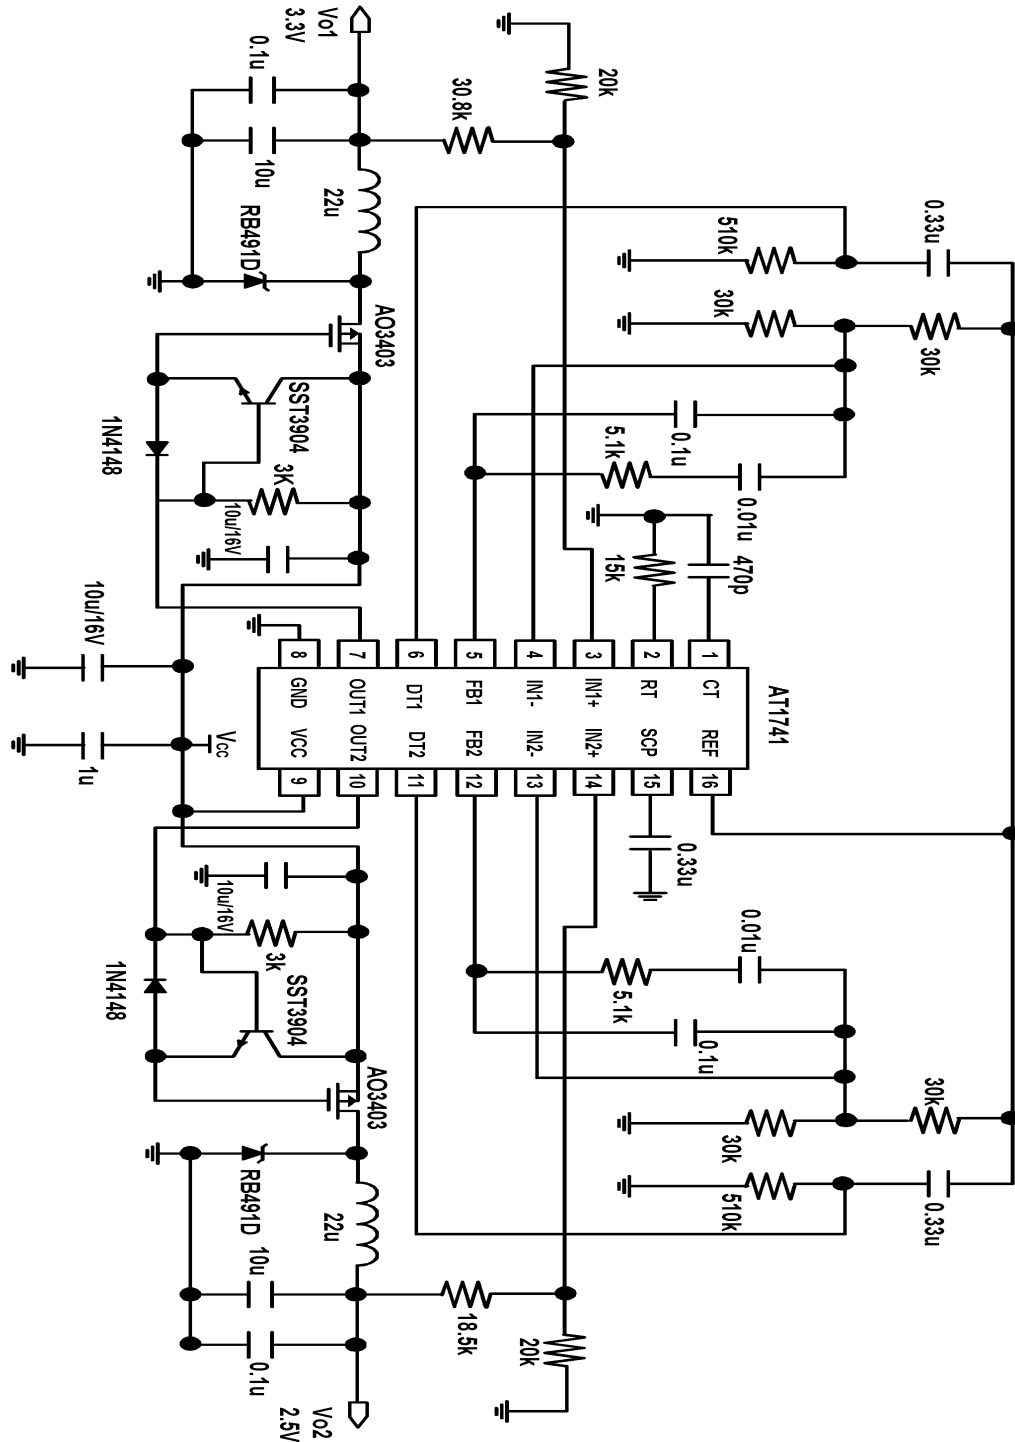 0.33u
30k
30k
0.33u
AT1741
0.01u
470p
0.01u
510k
30k
30k
510k
0.1u
0.33u
0.1u
5.1k
15k
5.1k
20k
1 CT REF 16
2 RT SCP 15
3 IN1+ IN2+ 14
4 IN1- IN2- 13
5 FB1 FB2 12
6 DT1 DT2 11
7 OUT1 OUT2 10
8 GND VCC 9
20k
30.8k
18.5k
AO3403
AO3403
Vo1
3.3V
22u
22u
Vo2
2.5V
SST3904
3K
3k
SST3904
0.1u
10u
RB491D
10u/16V
VCC
10u/16V
RB491D
10u
0.1u
1N4148
10u/16V
1u
1N4148